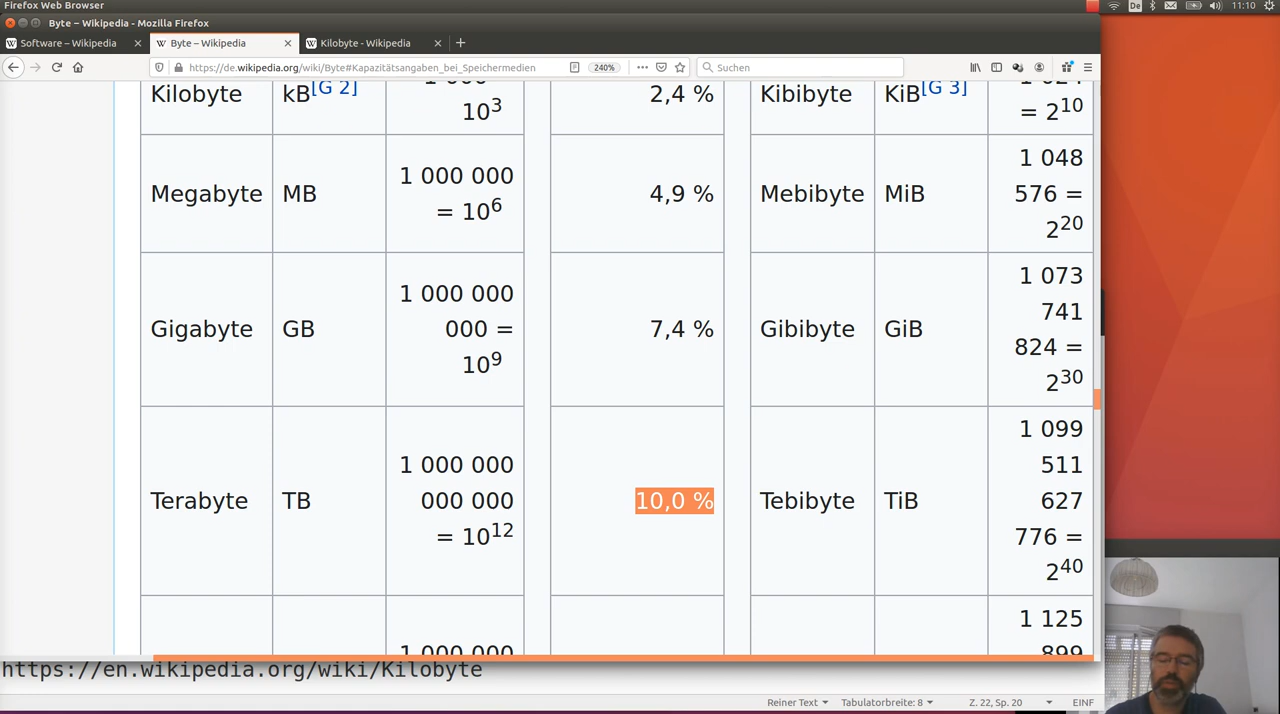 Firefox Web Browser
De
11:10
Byte – Wikipedia - Mozilla Firefox
Software – Wikipedia
Byte – Wikipedia
Kilobyte - Wikipedia
https://de.wikipedia.org/wiki/Byte#Kapazitätsangaben_bei_Speichermedien
240%
Suchen
Kilobyte
kB[G 2]
10³
2,4 %
Kibibyte
KiB[G 3]
= 2¹⁰
Megabyte
MB
1 000 000
= 10⁶
4,9 %
Mebibyte
MiB
1 048
576 =
2²⁰
Gigabyte
GB
1 000 000
000 =
10⁹
7,4 %
Gibibyte
GiB
1 073
741
824 =
2³⁰
Terabyte
TB
1 000 000
000 000
= 10¹²
10,0 %
Tebibyte
TiB
1 099
511
627
776 =
2⁴⁰
1 000 000
1 125
899
https://en.wikipedia.org/wiki/Kilobyte
Reiner Text
Tabulatorbreite: 8
Z. 22, Sp. 20
EINF